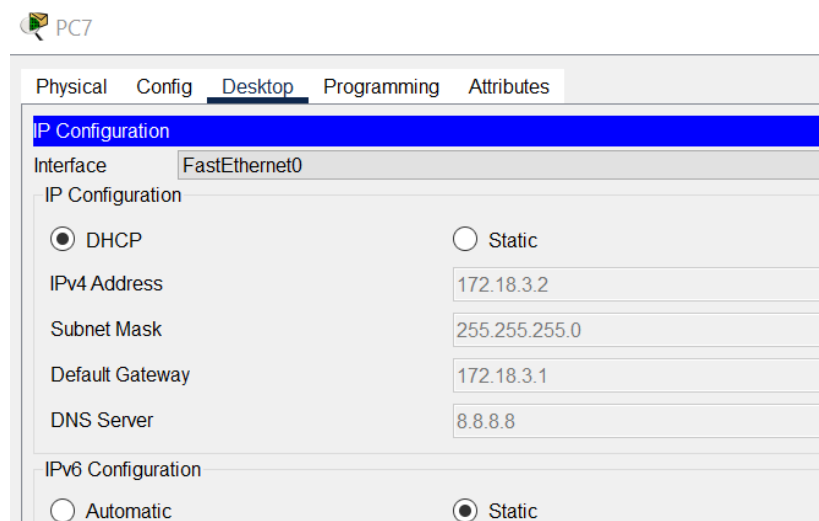 PC7
Physical Config Desktop Programming Attributes
IP Configuration
Interface FastEthernet0
IP Configuration
DHCP Static
IPv4 Address 172.18.3.2
Subnet Mask 255.255.255.0
Default Gateway 172.18.3.1
DNS Server 8.8.8.8
IPv6 Configuration
Automatic Static